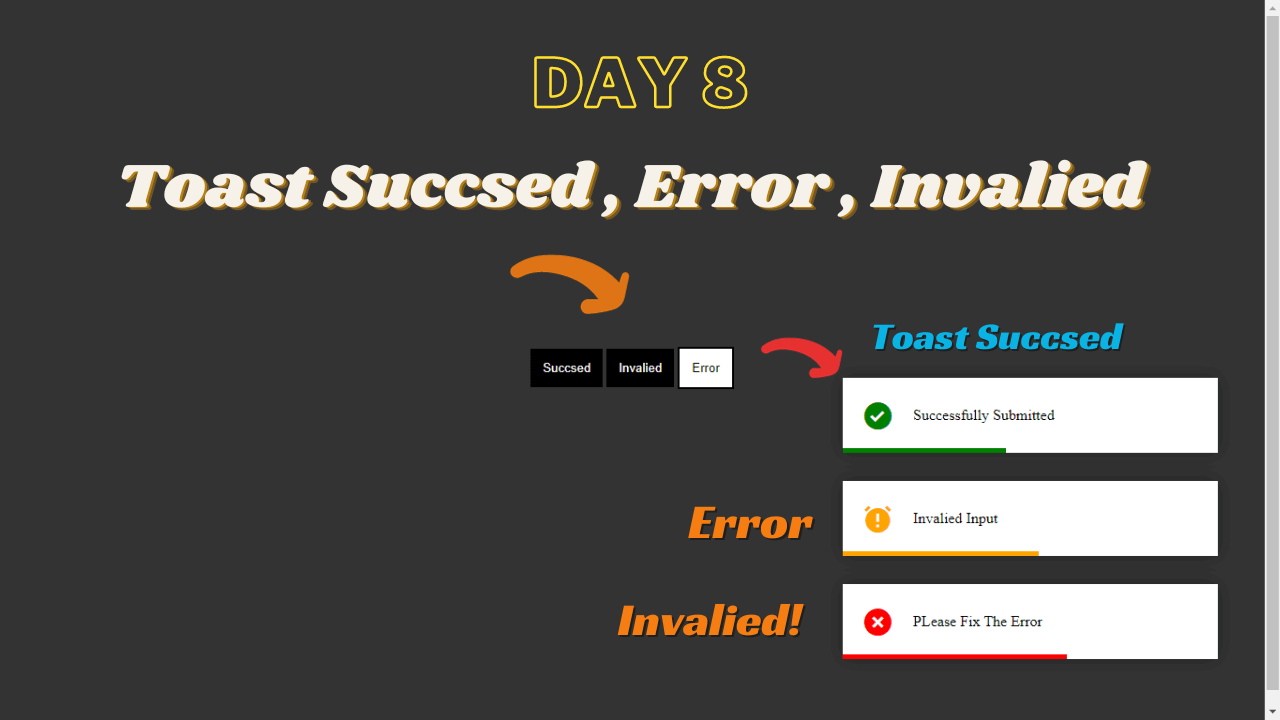 DAY 8
Toast Succsed , Error , Invalied
Toast Succsed
Succsed Invalied Error
Successfully Submitted
Error
Invalied Input
Invalied!
PLease Fix The Error